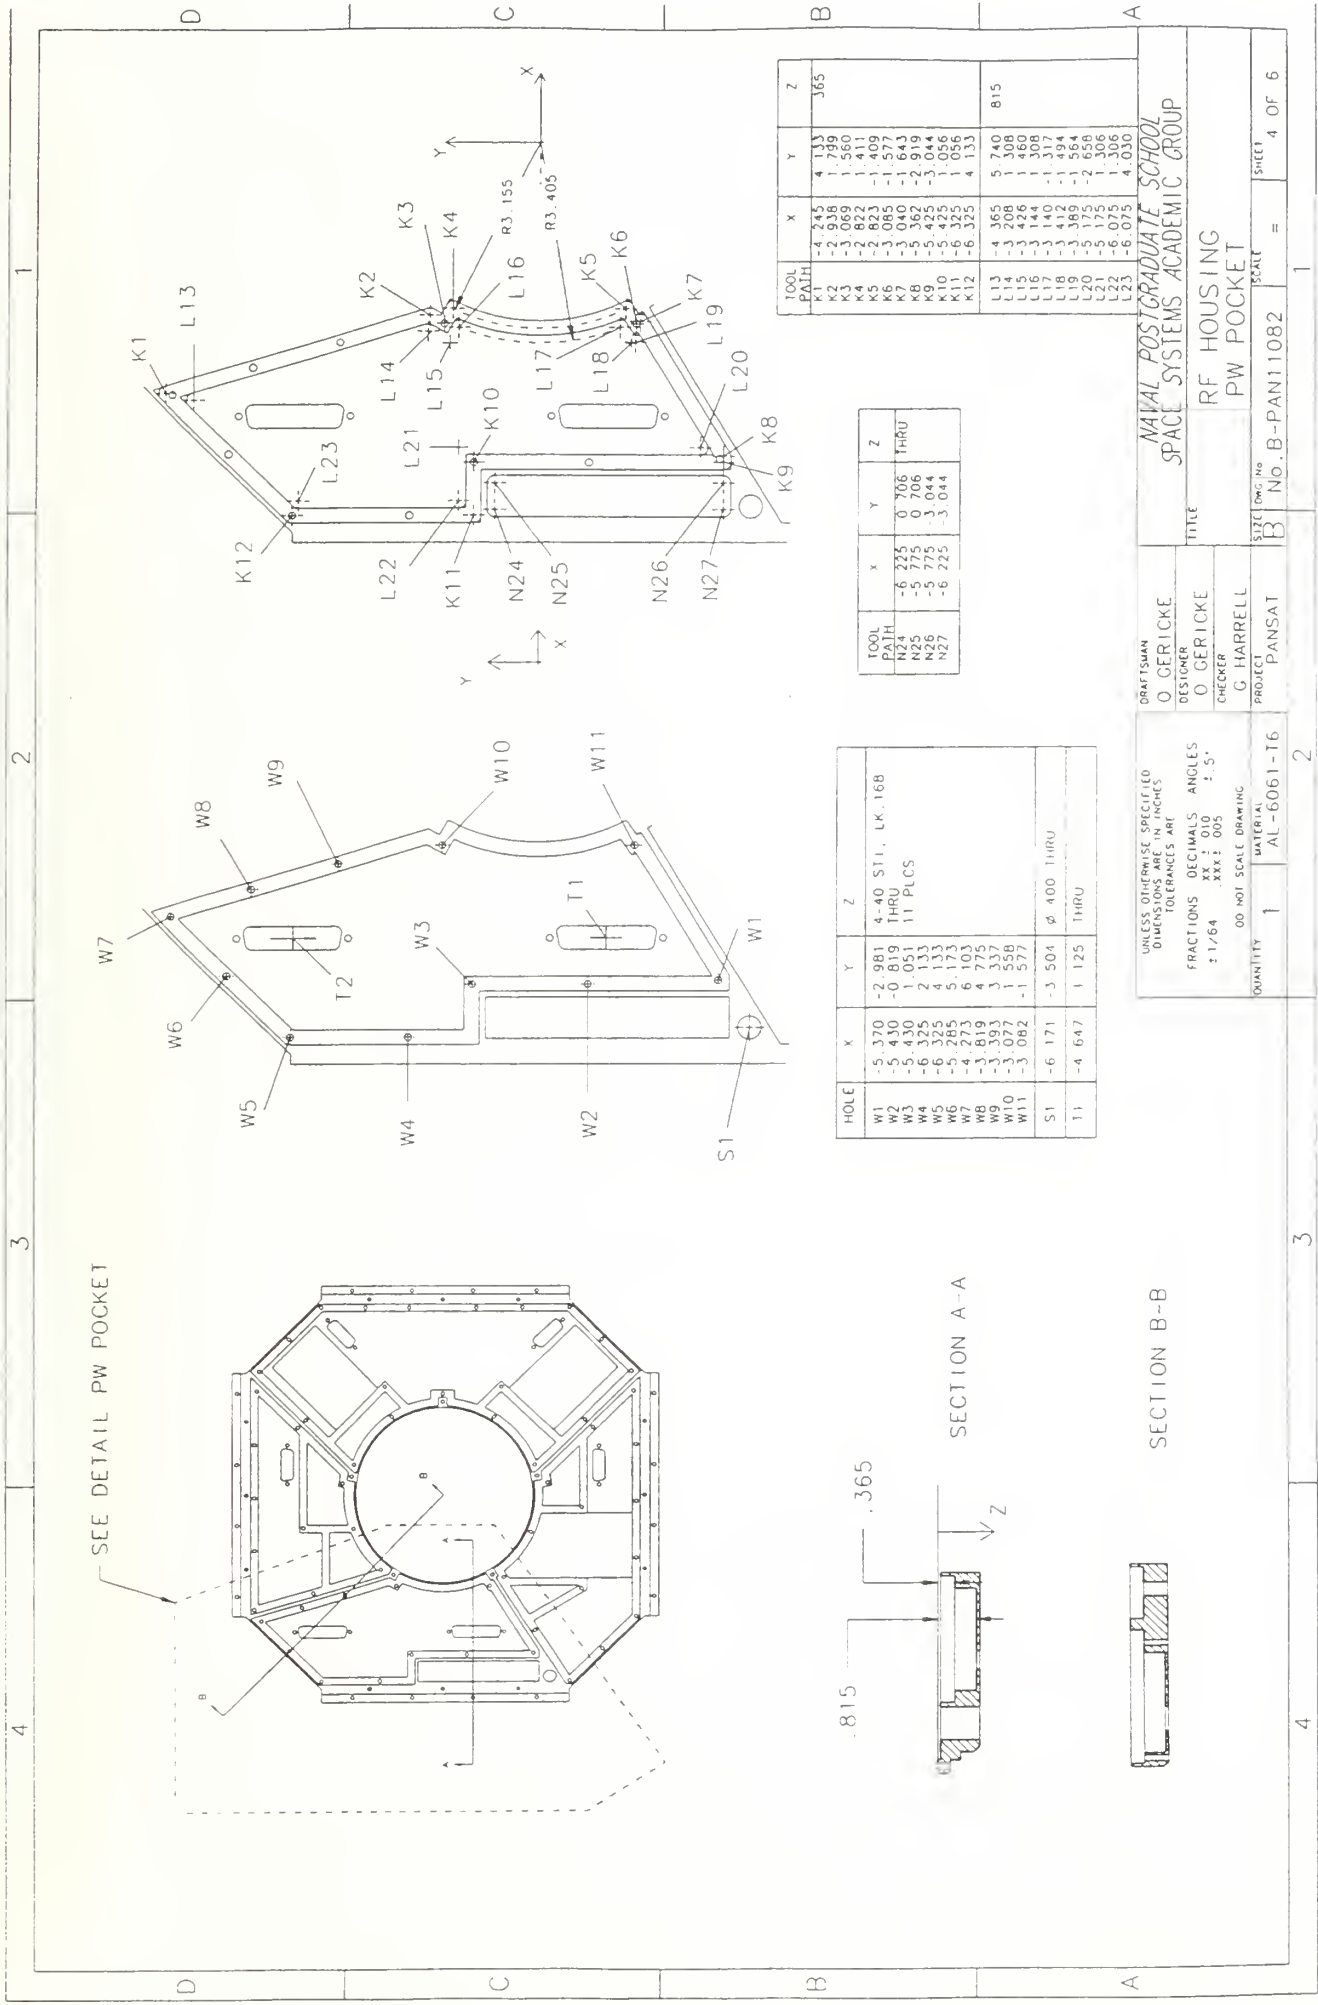 4
3
2
1
D
C
B
A
SEE DETAIL PW POCKET
B
B
A
A
W1
W2
W3
W4
W5
W6
W7
W8
W9
W10
W11
T1
T2
S1
Y
X
K1
K2
K3
K4
K5
K6
K7
K8
K9
K10
K11
K12
L13
L14
L15
L16
L17
L18
L19
L20
L21
L22
L23
N24
N25
N26
N27
R3.155
R3.405
Y
X
.815
.365
Z
SECTION A-A
SECTION B-B
HOLE X Y Z
W1 -5.370 -2.981 4-40 STI, LK.168
W2 -5.430 -0.819 THRU
W3 -5.430 1.051 11 PLCS
W4 -6.325 2.133
W5 -6.325 4.133
W6 -5.285 5.173
W7 -4.273 6.103
W8 -3.819 4.775
W9 -3.393 3.337
W10 -3.077 1.558
W11 -3.082 -1.577
S1 -6.171 -3.504 ø.400 THRU
T1 -4.647 1.125 THRU
TOOL PATH X Y Z
N24 -6.225 0.706 THRU
N25 -5.775 0.706
N26 -5.775 -3.044
N27 -6.225 -3.044
TOOL PATH X Y Z
K1 -4.245 4.133 .365
K2 -2.938 1.799
K3 -3.069 1.560
K4 -2.822 1.411
K5 -2.823 -1.409
K6 -3.085 -1.577
K7 -3.040 -1.643
K8 -5.362 -2.919
K9 -5.425 -3.044
K10 -5.425 1.056
K11 -6.325 1.056
K12 -6.325 4.133
L13 -4.365 5.740 .815
L14 -3.208 1.308
L15 -3.426 1.460
L16 -3.144 1.308
L17 -3.140 -1.317
L18 -3.412 -1.494
L19 -3.389 -1.564
L20 -5.175 -2.658
L21 -5.175 1.306
L22 -6.075 1.306
L23 -6.075 4.030
UNLESS OTHERWISE SPECIFIED
DIMENSIONS ARE IN INCHES
TOLERANCES ARE
FRACTIONS DECIMALS ANGLES
± 1/64 .XX ± .010 ± .5°
.XXX ± .005
DO NOT SCALE DRAWING
QUANTITY 1
MATERIAL AL-6061-T6
DRAFTSMAN
O GERICKE
DESIGNER
O GERICKE
CHECKER
G HARRELL
PROJECT PANSAT
NAVAL POSTGRADUATE SCHOOL
SPACE SYSTEMS ACADEMIC GROUP
TITLE
RF HOUSING
PW POCKET
SIZE B
DWG No
No. B-PAN11082
SCALE =
SHEET 4 OF 6
4
3
2
1
D
C
B
A